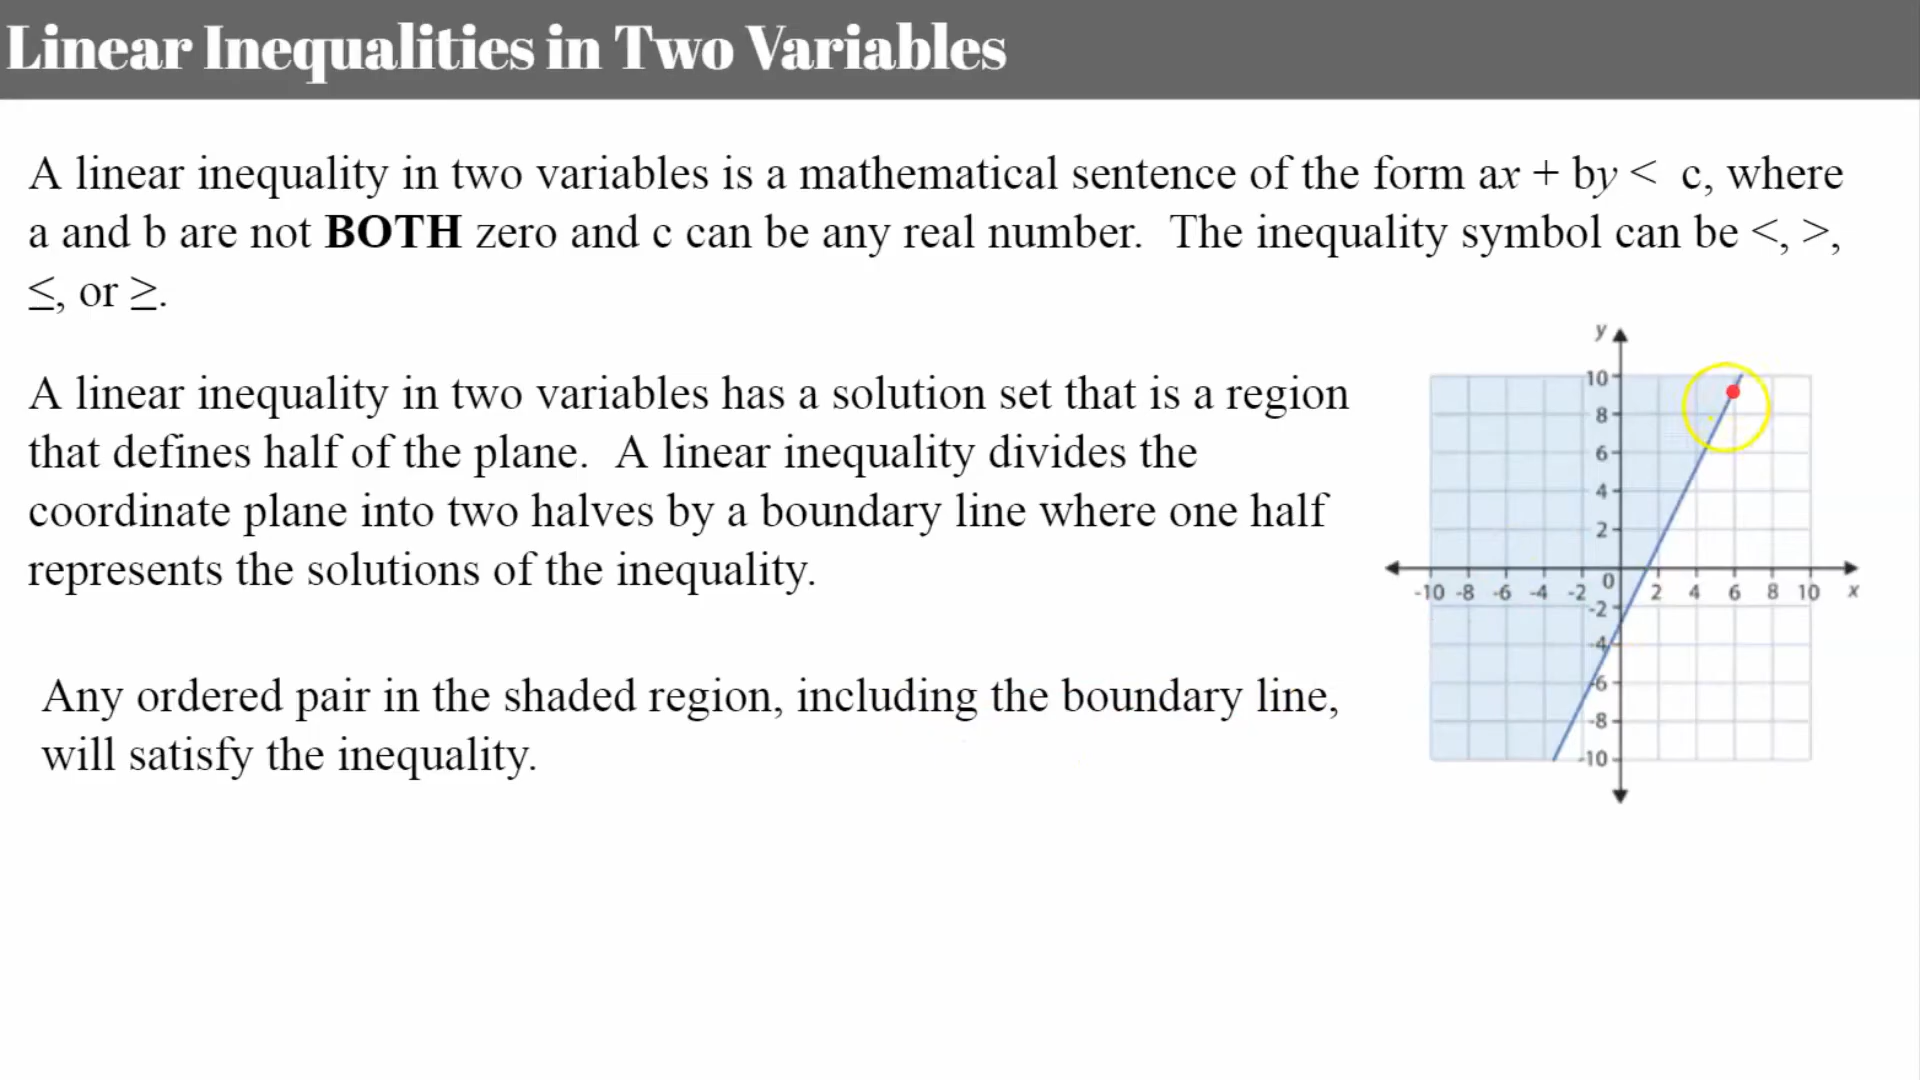 Linear Inequalities in Two Variables
A linear inequality in two variables is a mathematical sentence of the form ax + by < c, where
a and b are not BOTH zero and c can be any real number. The inequality symbol can be <, >,
≤, or ≥.
A linear inequality in two variables has a solution set that is a region
that defines half of the plane. A linear inequality divides the
coordinate plane into two halves by a boundary line where one half
represents the solutions of the inequality.
Any ordered pair in the shaded region, including the boundary line,
will satisfy the inequality.
y
10
8
6
4
2
0
-10 -8 -6 -4 -2 2 4 6 8 10 x
-2
-4
-6
-8
-10